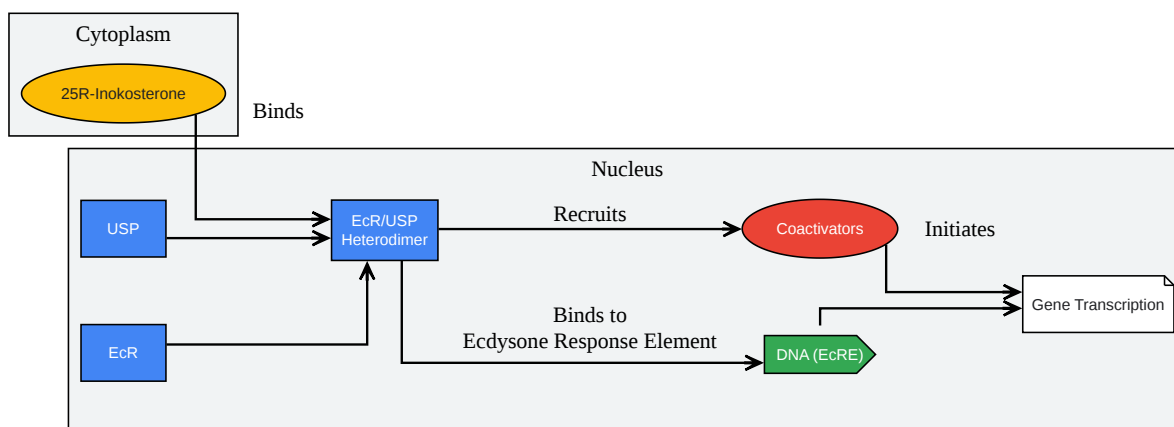 Cytoplasm
25R-Inokosterone
Binds
Nucleus
USP
EcR/USP
Heterodimer
Recruits
Coactivators
Initiates
Gene Transcription
Binds to
Ecdysone Response Element
EcR
DNA (EcRE)